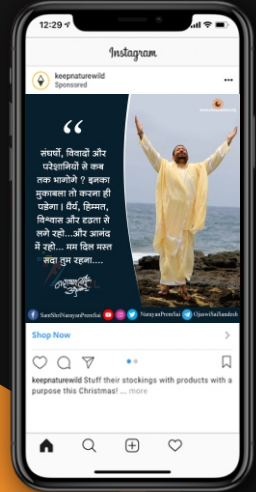 12:29
Instagram
keepnaturewild
Sponsored
“
संघर्षों, विवादों और
परेशानियों से कब
तक भागोगे ? इनका
मुकाबला तो करना ही
पड़ेगा । धैर्य, हिम्मत,
विश्वास और दृढता से
लगे रहो...और आनंद
में रहो... मम दिल मस्त
सदा तुम रहना....
SantShriNarayanPremSai NarayanPremSai OjaswiSaiSandesh
Shop Now
keepnaturewild Stuff their stockings with products with a
purpose this Christmas! ... more